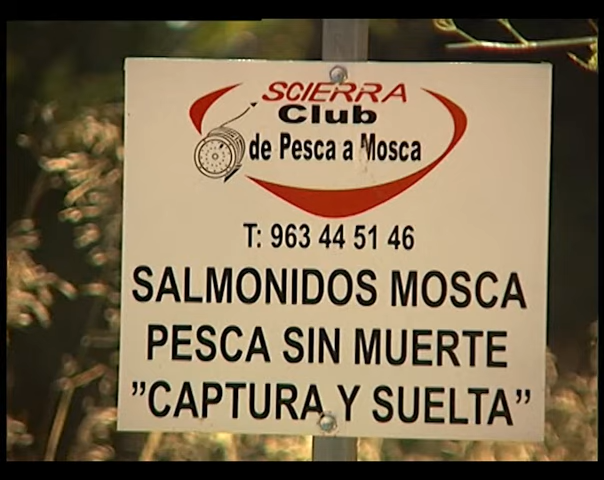 SCIERRA
Club
de Pesca a Mosca
T: 963 44 51 46
SALMONIDOS MOSCA
PESCA SIN MUERTE
"CAPTURA Y SUELTA"